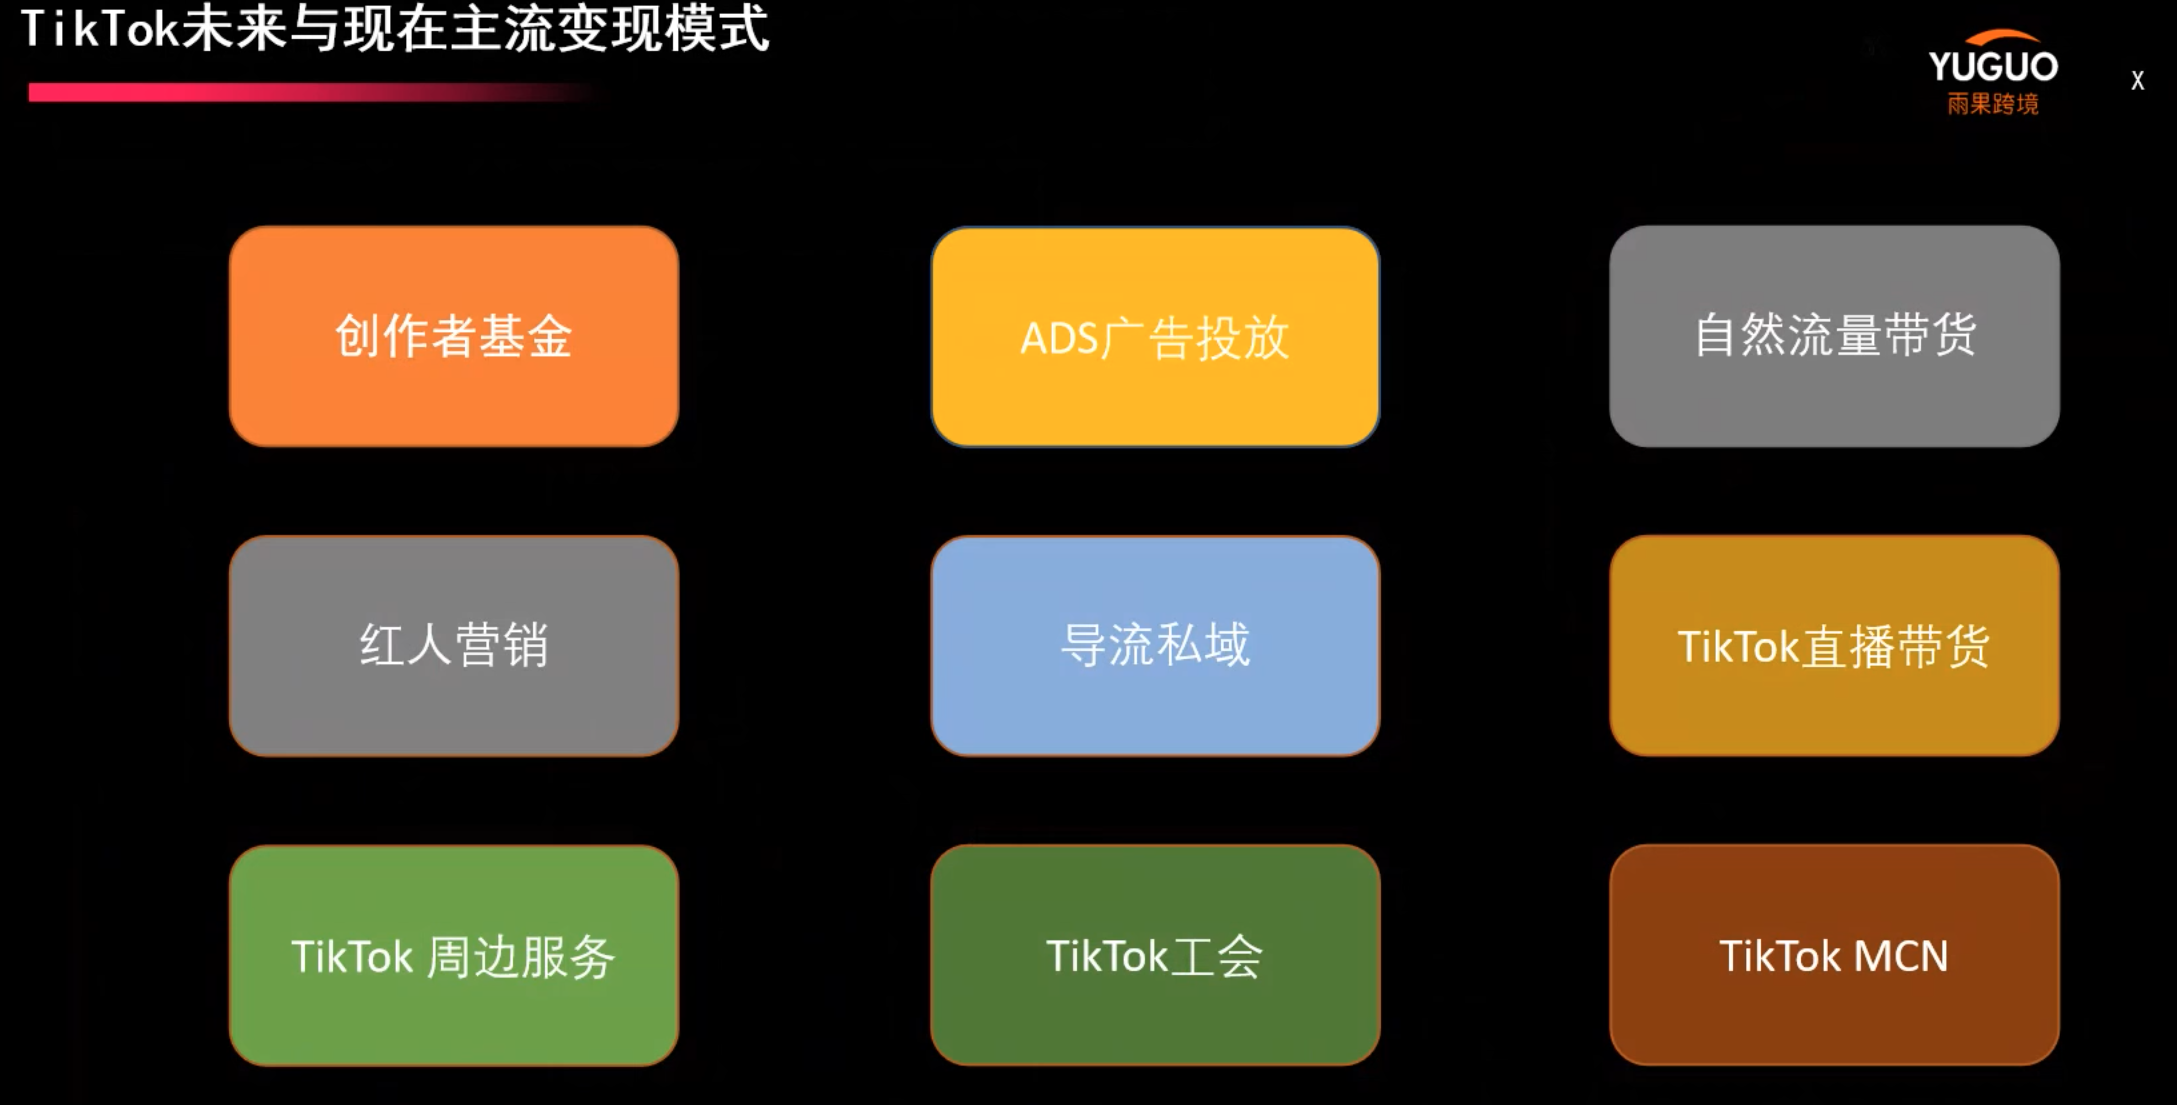 TikTok未来与现在主流变现模式
YUGUO
雨果跨境
X
创作者基金
ADS广告投放
自然流量带货
红人营销
导流私域
TikTok直播带货
TikTok 周边服务
TikTok工会
TikTok MCN